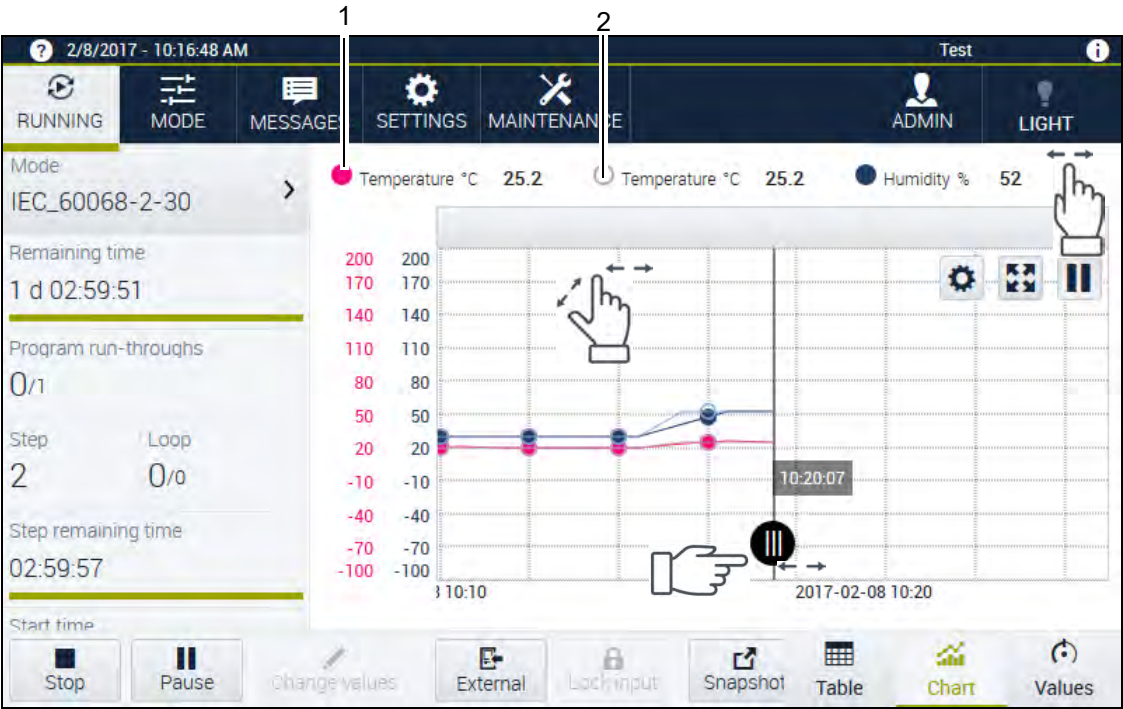 1
2
? 2/8/2017 - 10:16:48 AM
Test
i
RUNNING
MODE
MESSAGES
SETTINGS
MAINTENANCE
ADMIN
LIGHT
Mode
IEC_60068-2-30
Remaining time
1 d 02:59:51
Program run-throughs
0/1
Step
Loop
2
0/0
Step remaining time
02:59:57
Start time
Temperature °C 25.2
Temperature °C 25.2
Humidity % 52
200 200
170 170
140 140
110 110
80 80
50 50
20 20
-10 -10
-40 -40
-70 -70
-100 -100
10:20:07
10:10
2017-02-08 10:20
Stop
Pause
Change values
External
Lock input
Snapshot
Table
Chart
Values